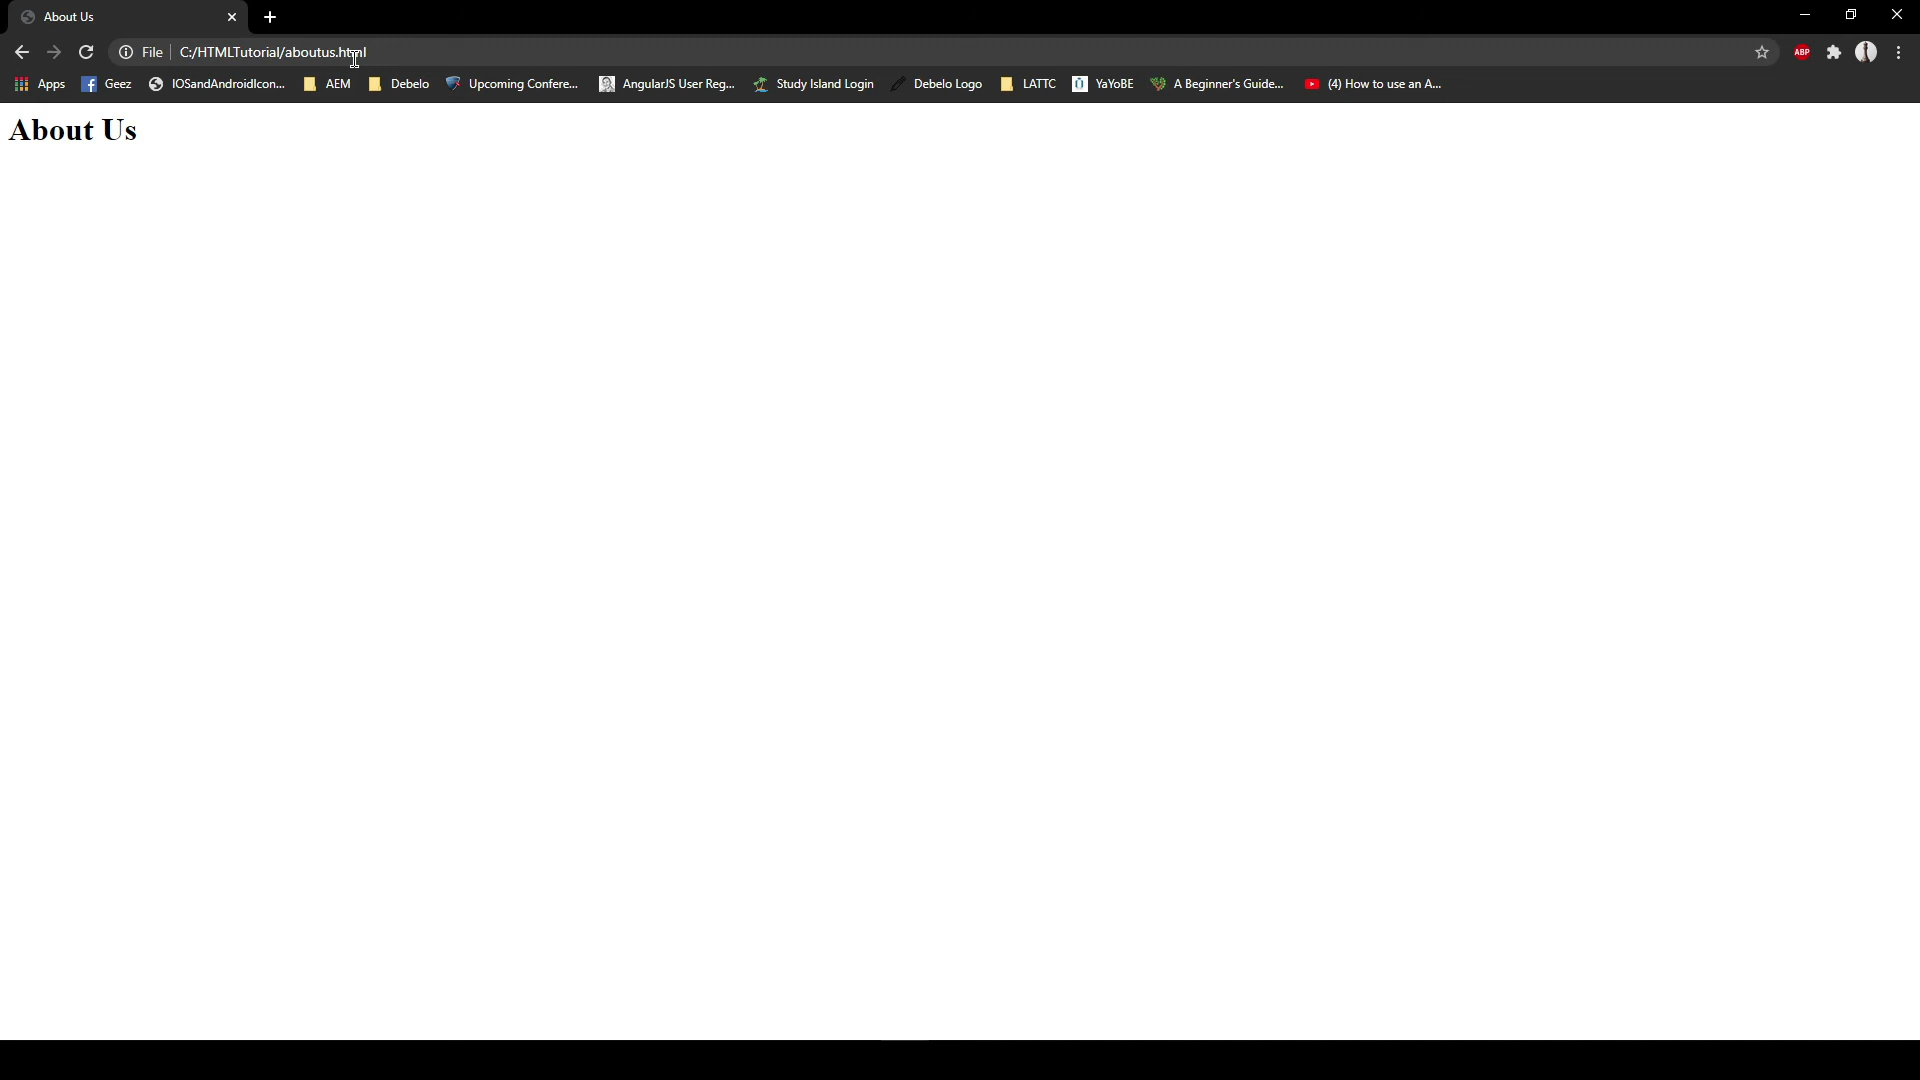 About Us
File C:/HTMLTutorial/aboutus.html
ABP
Apps Geez IOSandAndroidIcon... AEM Debelo Upcoming Confere... AngularJS User Reg... Study Island Login Debelo Logo LATTC YaYoBE A Beginner's Guide... (4) How to use an A...
About Us